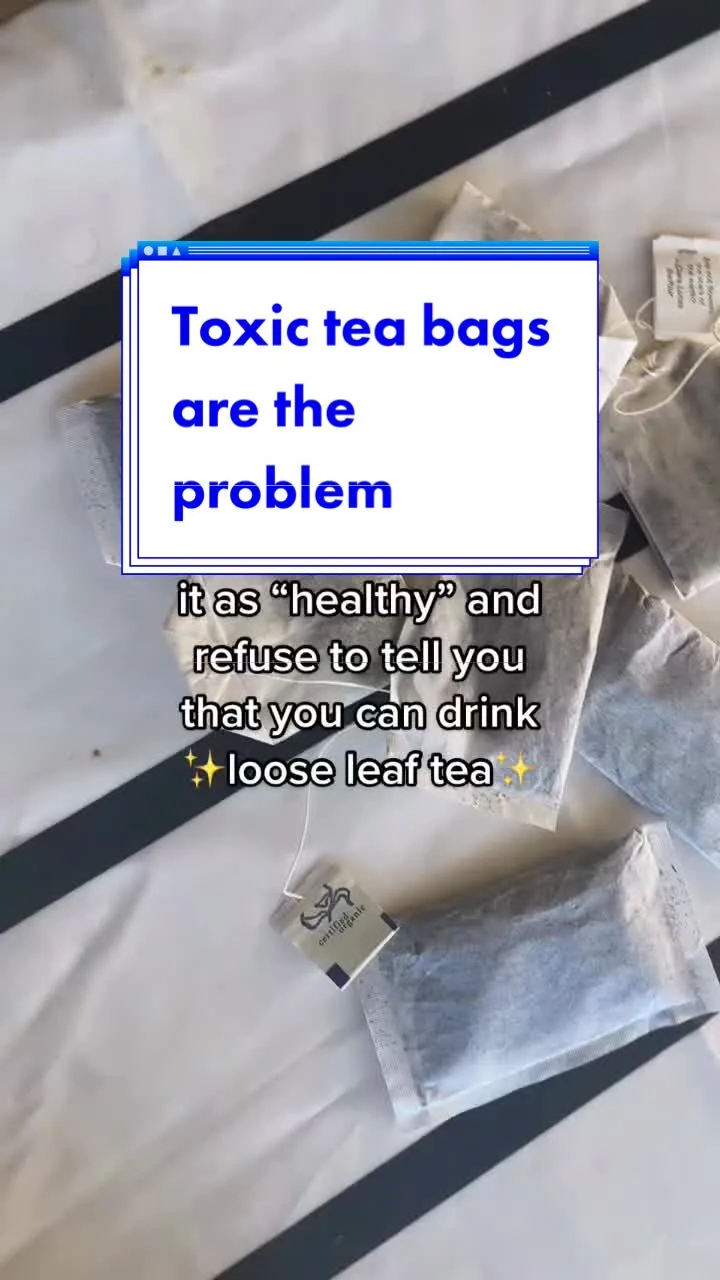 Toxic tea bags
are the
problem
it as “healthy” and
refuse to tell you
that you can drink
✨loose leaf tea✨
certified
organic